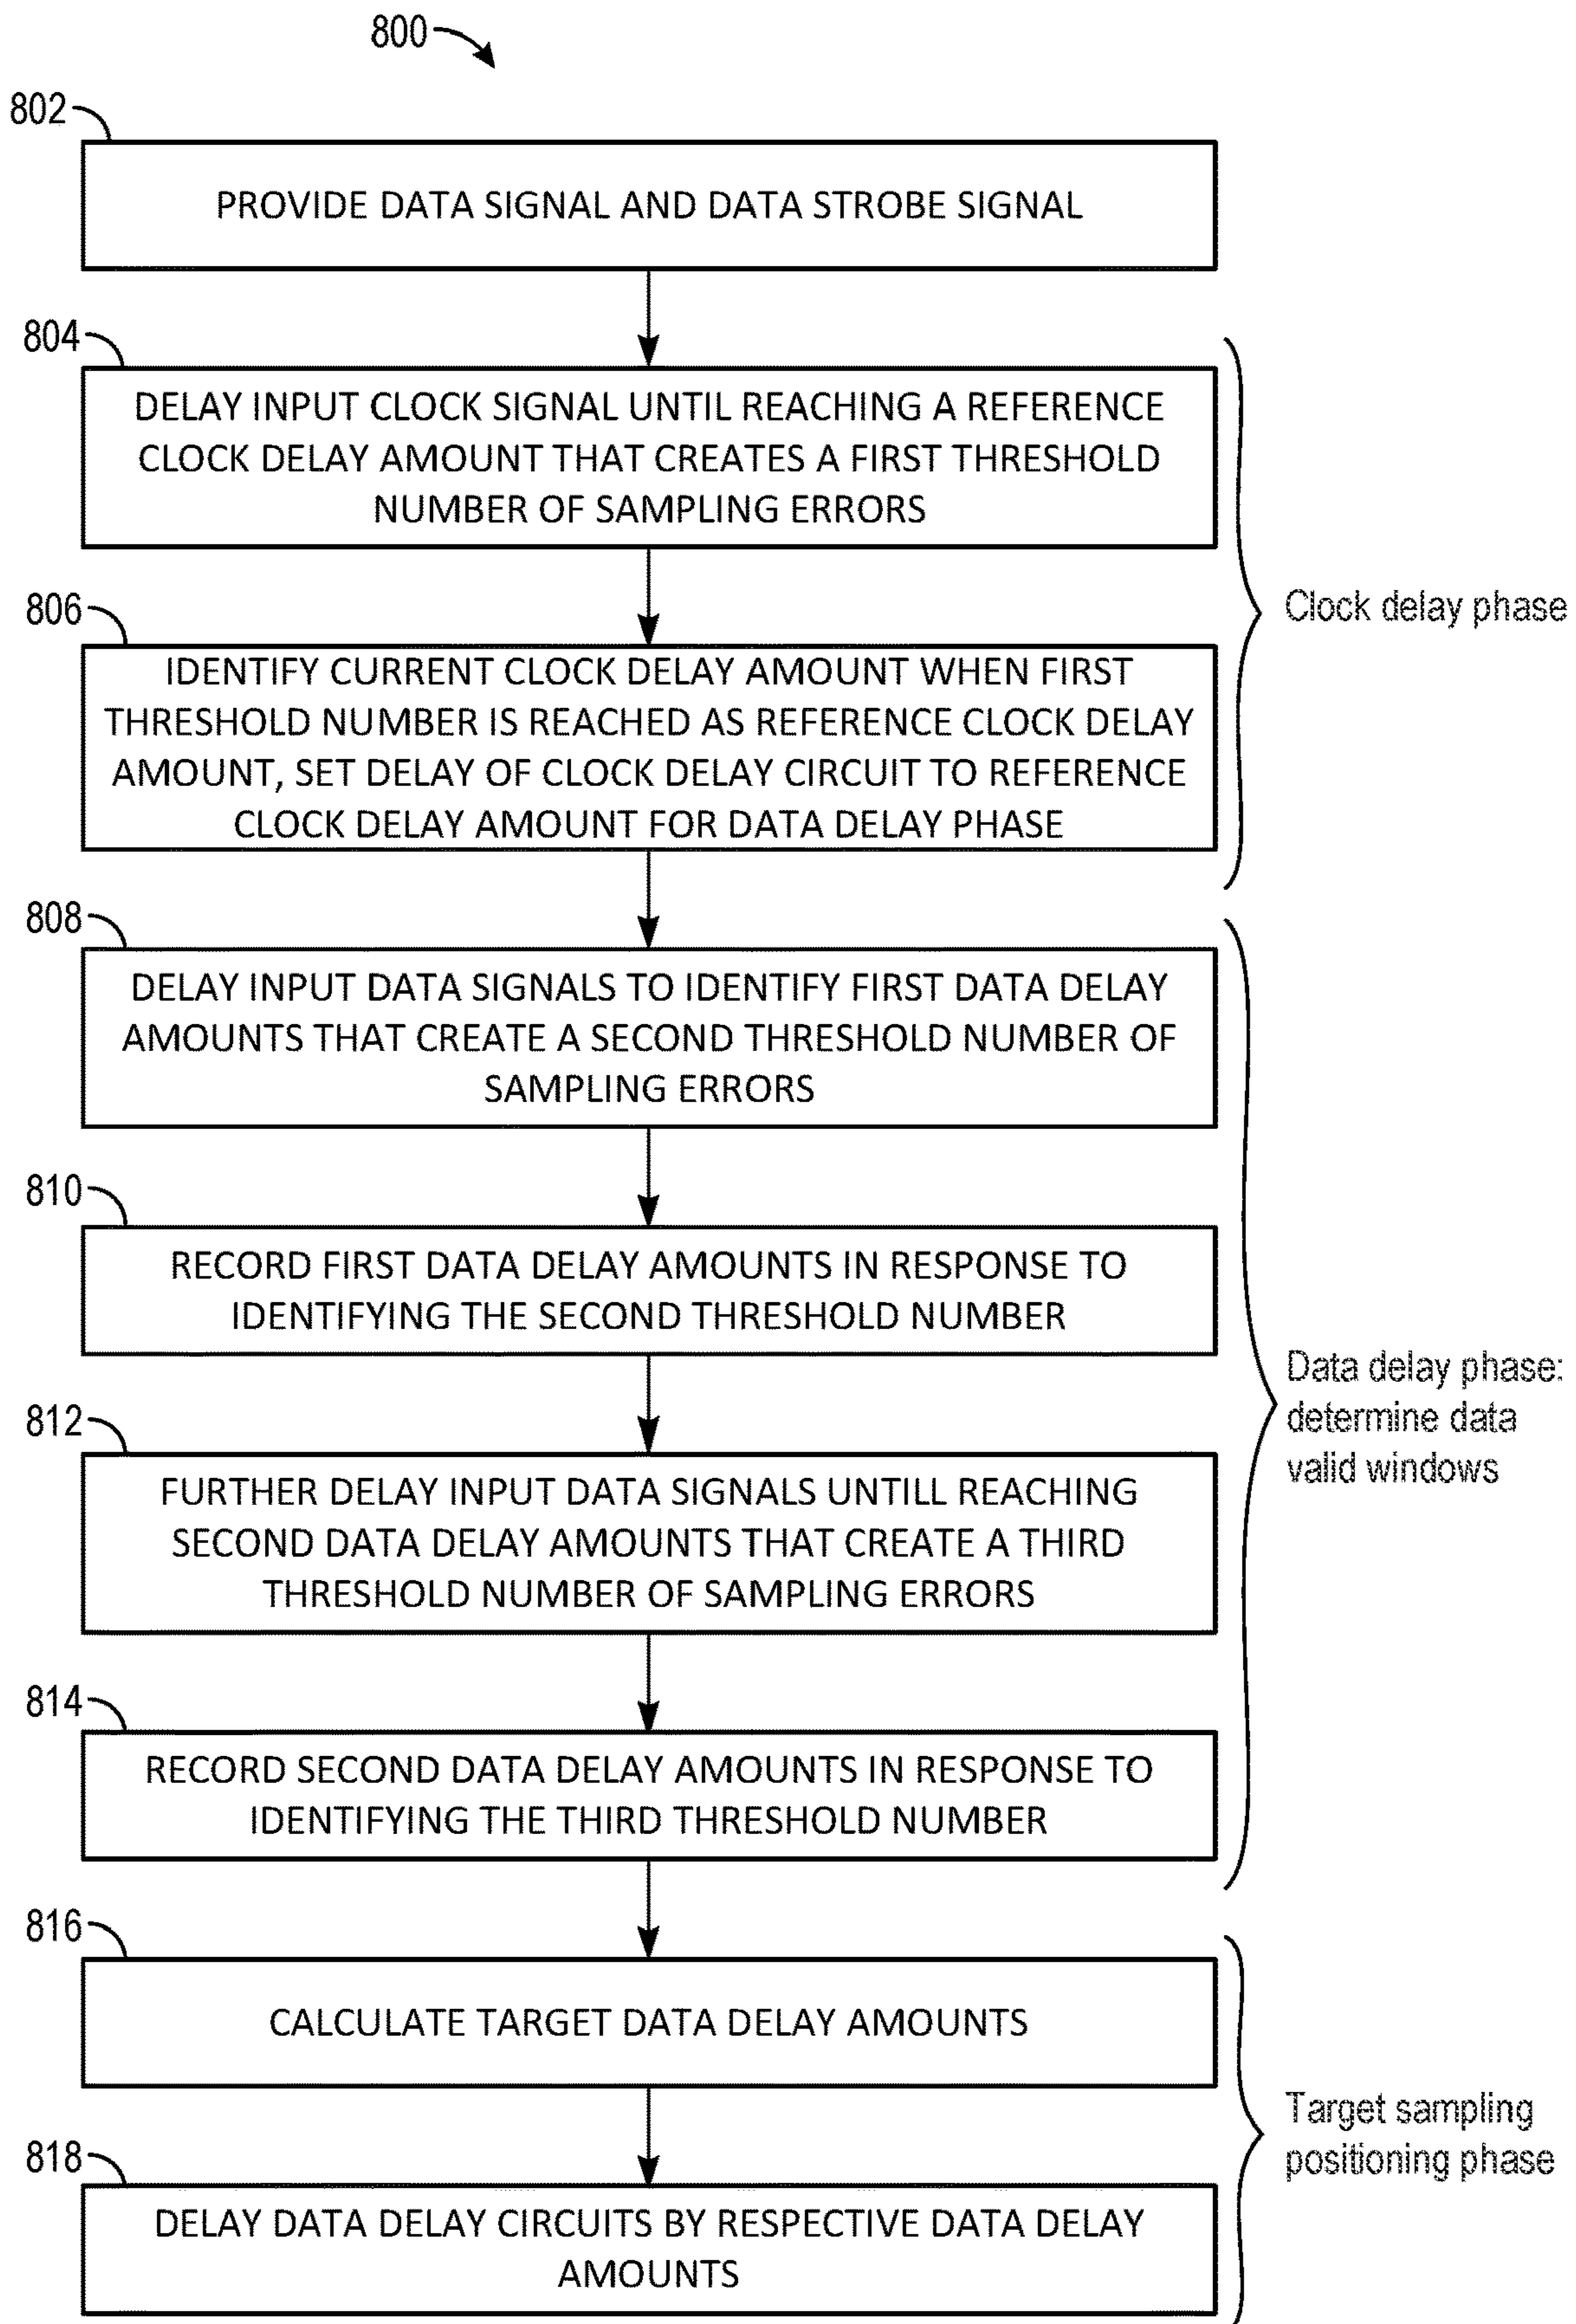 800
802
PROVIDE DATA SIGNAL AND DATA STROBE SIGNAL
804
DELAY INPUT CLOCK SIGNAL UNTIL REACHING A REFERENCE
CLOCK DELAY AMOUNT THAT CREATES A FIRST THRESHOLD
NUMBER OF SAMPLING ERRORS
806
IDENTIFY CURRENT CLOCK DELAY AMOUNT WHEN FIRST
THRESHOLD NUMBER IS REACHED AS REFERENCE CLOCK DELAY
AMOUNT, SET DELAY OF CLOCK DELAY CIRCUIT TO REFERENCE
CLOCK DELAY AMOUNT FOR DATA DELAY PHASE
Clock delay phase
808
DELAY INPUT DATA SIGNALS TO IDENTIFY FIRST DATA DELAY
AMOUNTS THAT CREATE A SECOND THRESHOLD NUMBER OF
SAMPLING ERRORS
810
RECORD FIRST DATA DELAY AMOUNTS IN RESPONSE TO
IDENTIFYING THE SECOND THRESHOLD NUMBER
812
FURTHER DELAY INPUT DATA SIGNALS UNTILL REACHING
SECOND DATA DELAY AMOUNTS THAT CREATE A THIRD
THRESHOLD NUMBER OF SAMPLING ERRORS
814
RECORD SECOND DATA DELAY AMOUNTS IN RESPONSE TO
IDENTIFYING THE THIRD THRESHOLD NUMBER
Data delay phase:
determine data
valid windows
816
CALCULATE TARGET DATA DELAY AMOUNTS
818
DELAY DATA DELAY CIRCUITS BY RESPECTIVE DATA DELAY
AMOUNTS
Target sampling
positioning phase